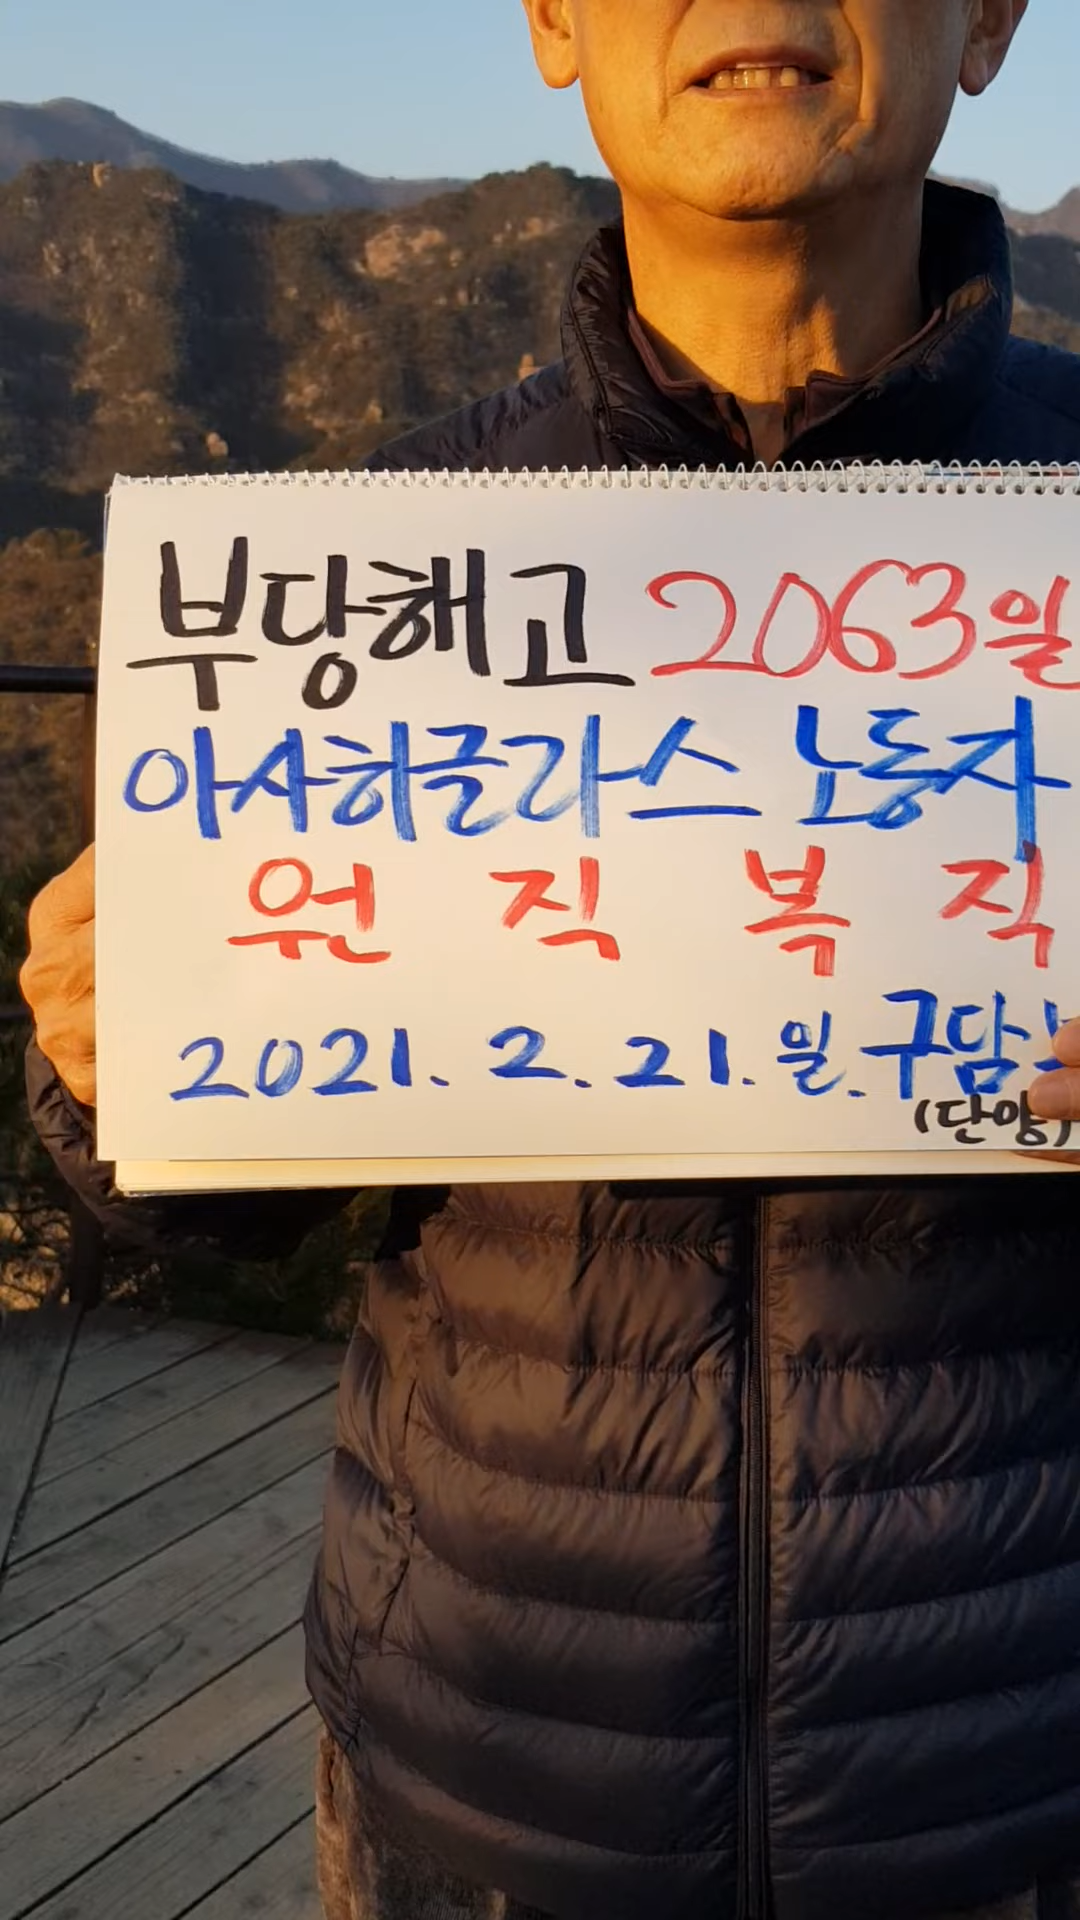 부당해고 2063일
아사히글라스 노동자
원 직 복 직
2021. 2. 21. 일. 구담
(단양)